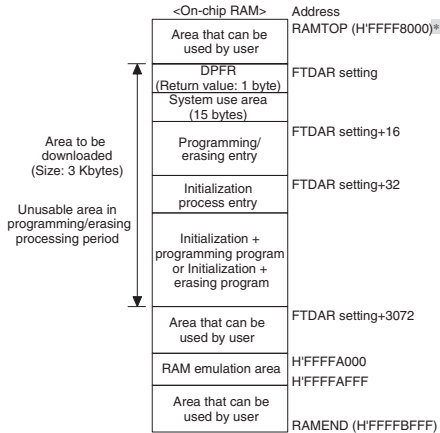 <On-chip RAM>
Address
Area that can be
used by user
RAMTOP (H'FFFF8000)*
DPFR
(Return value: 1 byte)
FTDAR setting
System use area
(15 bytes)
Area to be
downloaded
(Size: 3 Kbytes)
Unusable area in
programming/erasing
processing period
Programming/
erasing entry
FTDAR setting+16
Initialization
process entry
FTDAR setting+32
Initialization +
programming program
or Initialization +
erasing program
Area that can be
used by user
FTDAR setting+3072
RAM emulation area
H'FFFFA000
H'FFFFAFFF
Area that can be
used by user
RAMEND (H'FFFFBFFF)